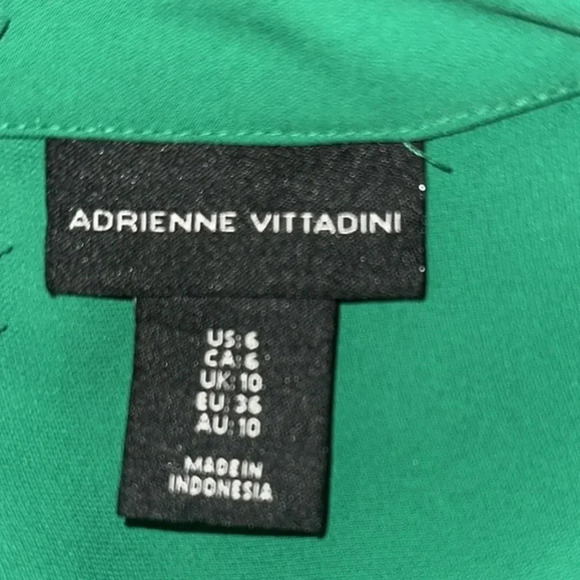 ADRIENNE VITTADINI
US: 6
CA: 6
UK: 10
EU: 36
AU: 10
MADE IN
INDONESIA